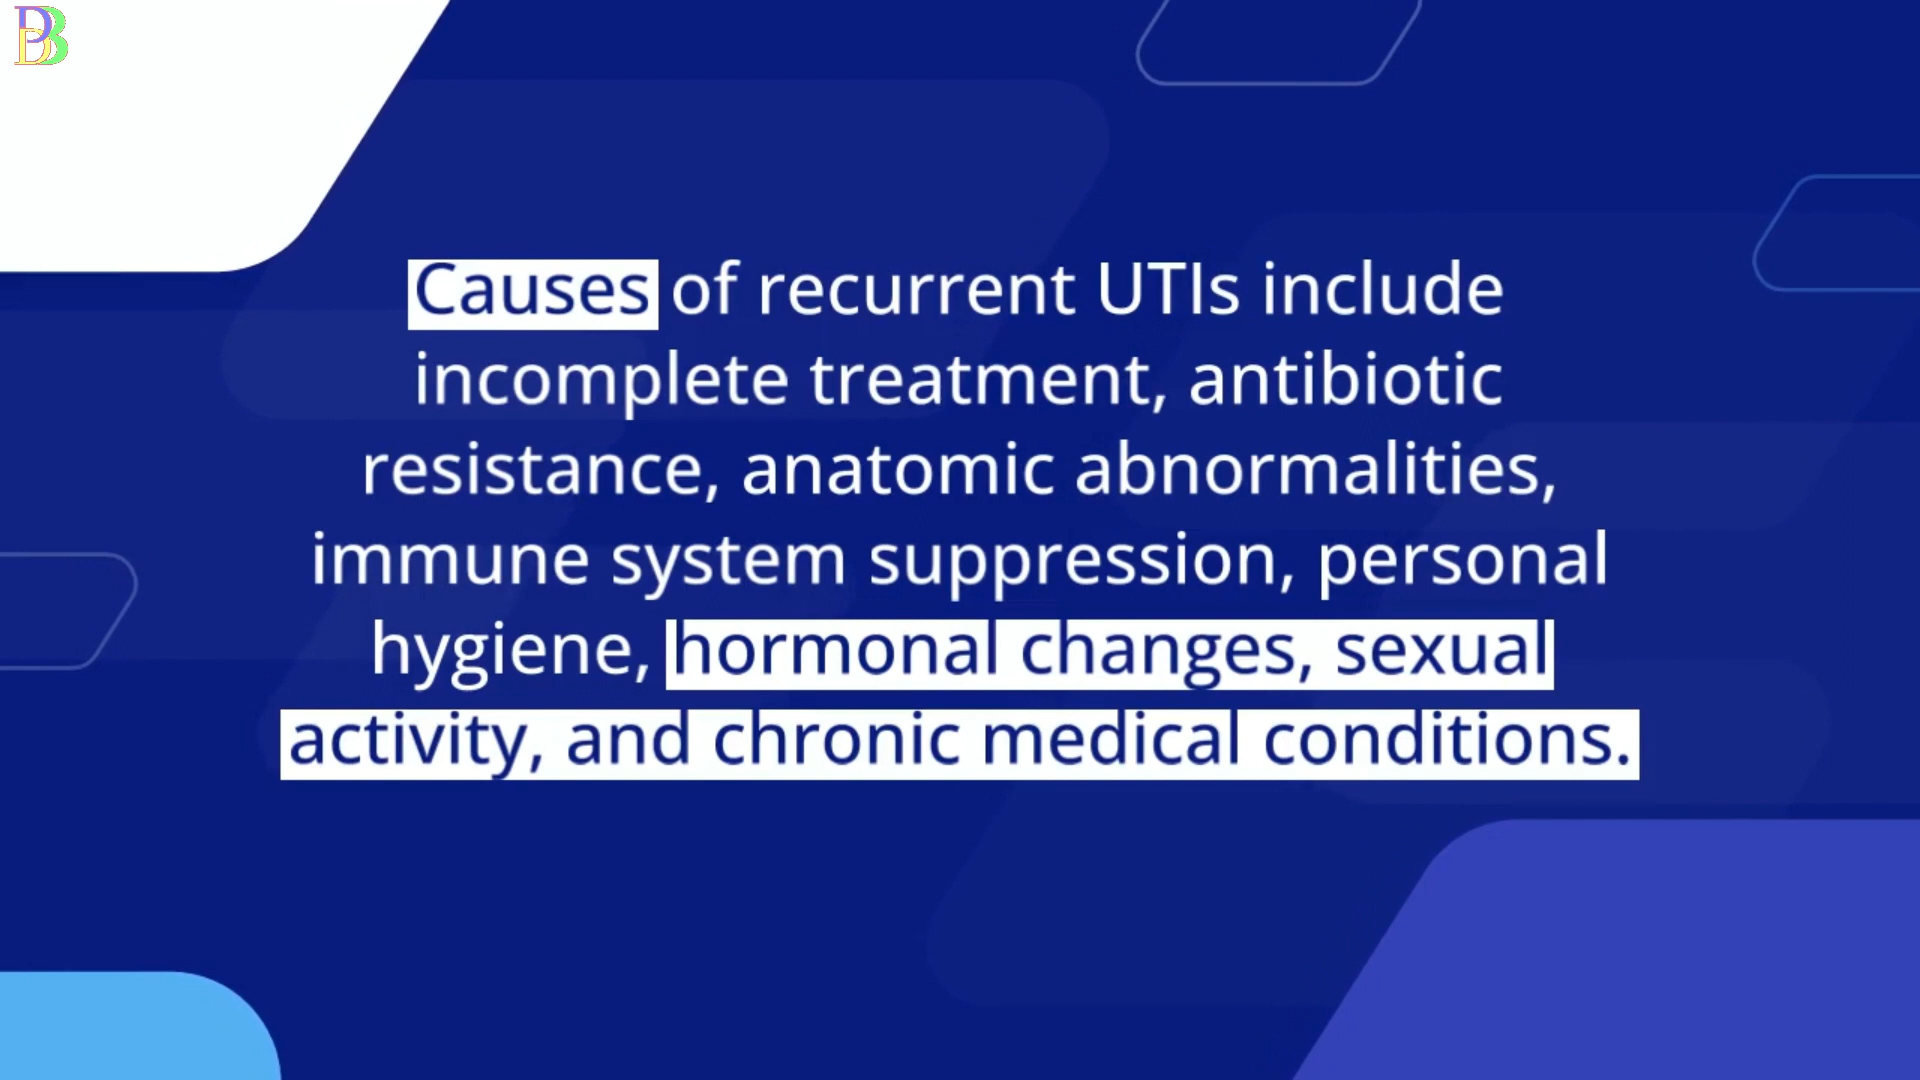 Causes of recurrent UTIs include
incomplete treatment, antibiotic
resistance, anatomic abnormalities,
immune system suppression, personal
hygiene, hormonal changes, sexual
activity, and chronic medical conditions.